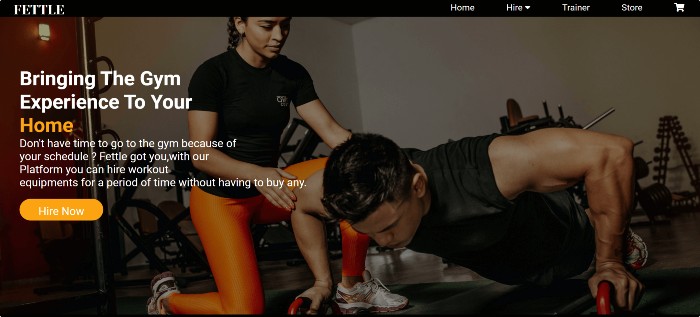 FETTLE
Home
Hire
Trainer
Store
Bringing The Gym
Experience To Your
Home
Don't have time to go to the gym because of
your schedule ? Fettle got you,with our
Platform you can hire workout
equipments for a period of time without having to buy any.
Hire Now